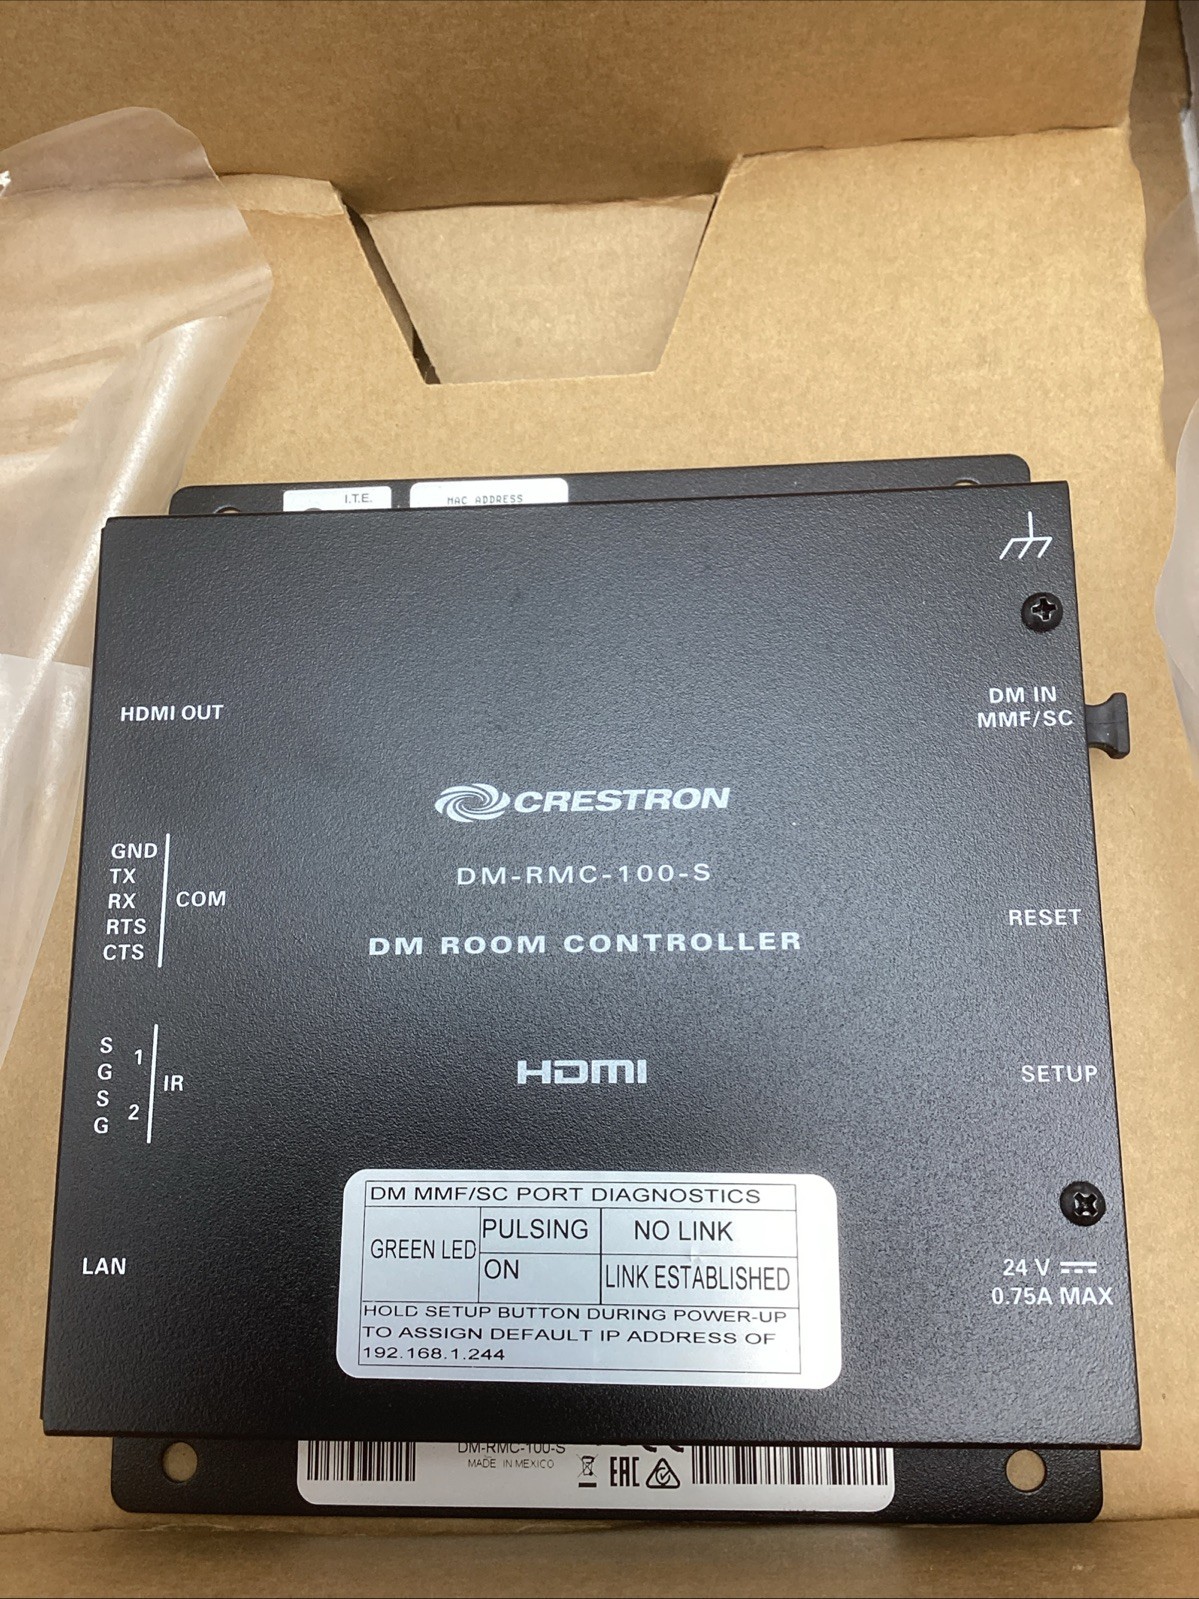 I.T.E.
MAC ADDRESS
HDMI OUT
DM IN
MMF/SC
CRESTRON
DM-RMC-100-S
DM ROOM CONTROLLER
GND
TX
RX
RTS
CTS
COM
RESET
S
G
S
G
1
2
IR
HDMI
SETUP
LAN
24 V
0.75A MAX
DM MMF/SC PORT DIAGNOSTICS
GREEN LED
PULSING
NO LINK
ON
LINK ESTABLISHED
HOLD SETUP BUTTON DURING POWER-UP
TO ASSIGN DEFAULT IP ADDRESS OF
192.168.1.244
DM-RMC-100-S
MADE IN MEXICO
EAC